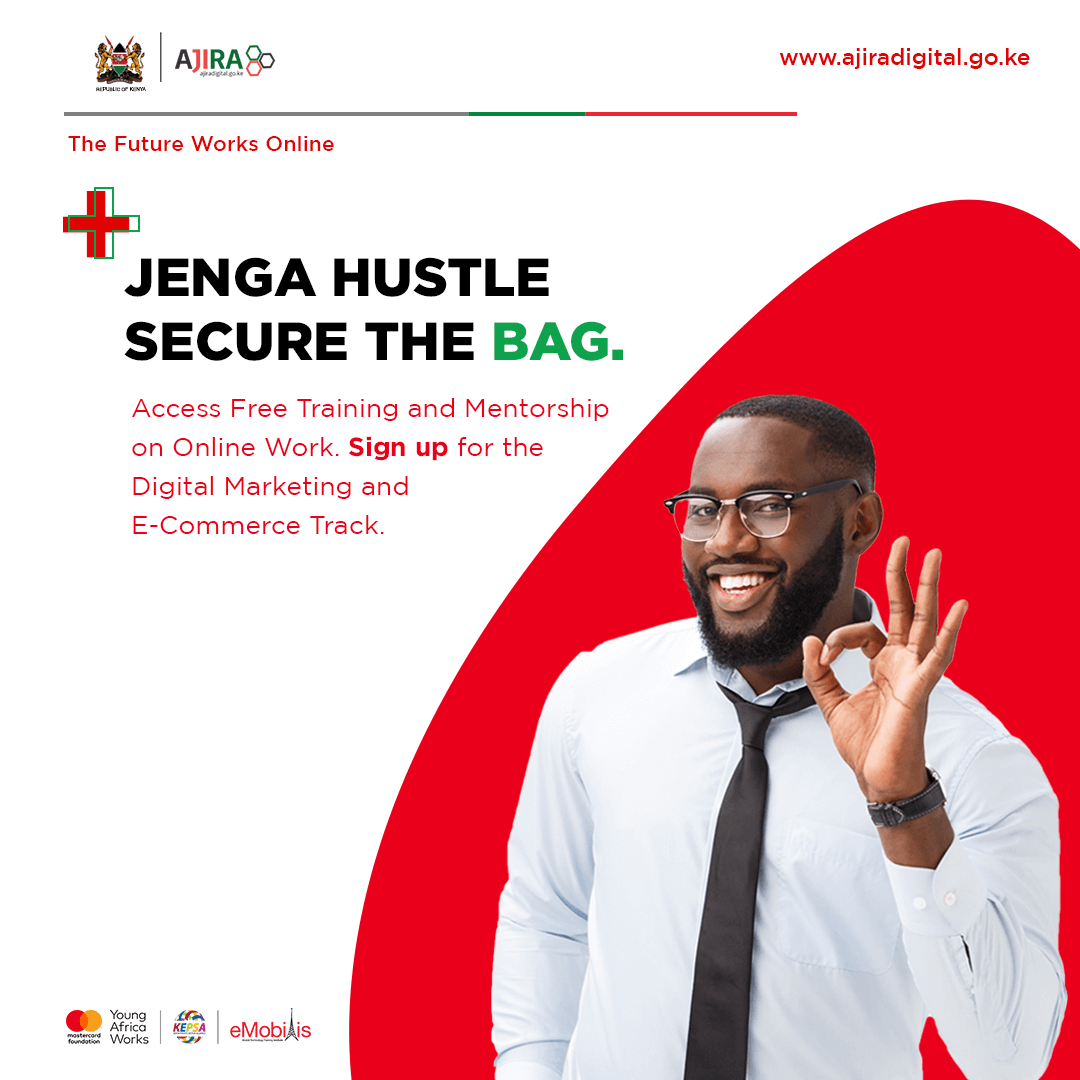 REPUBLIC OF KENYA
AJIRA
ajiradigital.go.ke
www.ajiradigital.go.ke
The Future Works Online
JENGA HUSTLE
SECURE THE BAG.
Access Free Training and Mentorship
on Online Work. Sign up for the
Digital Marketing and
E-Commerce Track.
mastercard
foundation
Young
Africa
Works
KEPSA
eMobilis